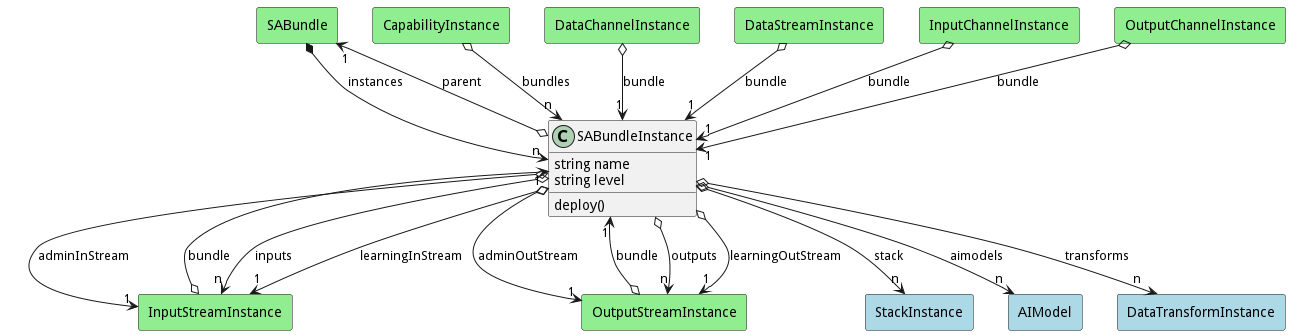 SABundle
CapabilityInstance
DataChannelInstance
DataStreamInstance
InputChannelInstance
OutputChannelInstance
1
instances
parent
bundles
bundle
bundle
bundle
bundle
n
1
1
1
1
n
C SABundleInstance
string name
string level
deploy()
1
1
adminInStream
bundle
inputs
learningInStream
adminOutStream
bundle
outputs
learningOutStream
stack
aimodels
transforms
1
n
1
1
n
1
n
n
n
InputStreamInstance
OutputStreamInstance
StackInstance
AIModel
DataTransformInstance